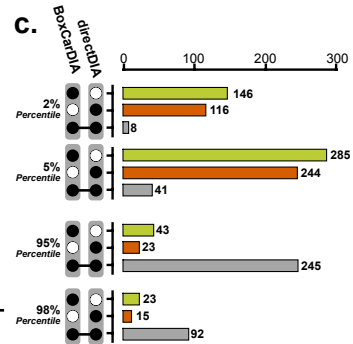 c.
BoxCarDIA
directDIA
0 100 200 300
2%
Percentile
146
116
8
5%
Percentile
285
244
41
95%
Percentile
43
23
245
98%
Percentile
23
15
92